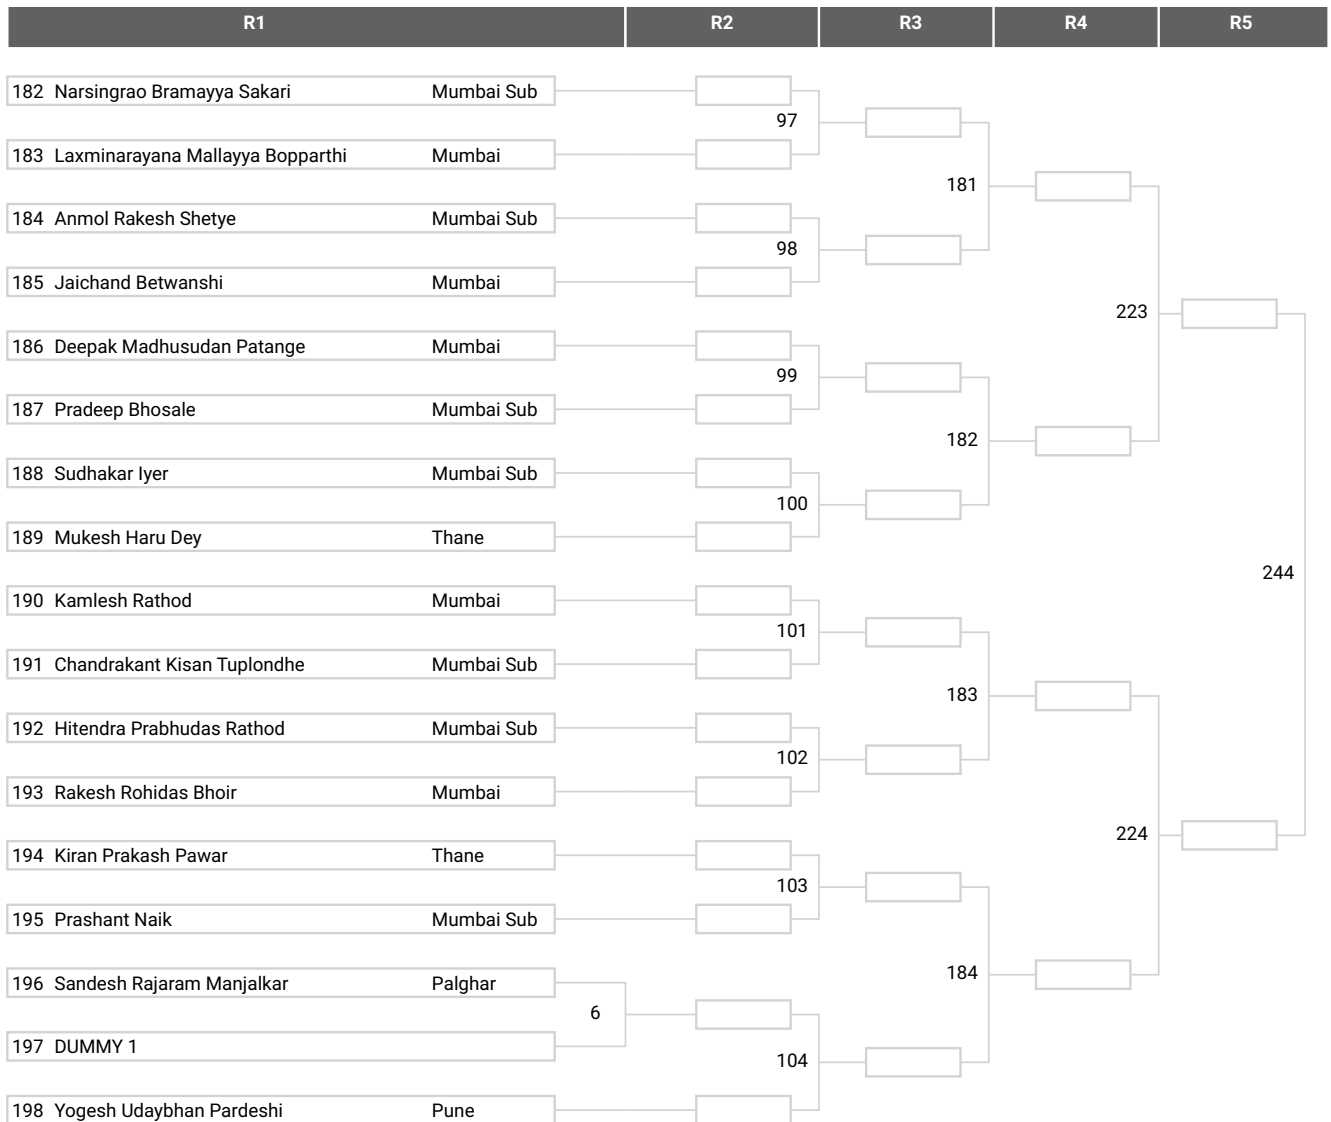 R1 R2 R3 R4 R5
182 Narsingrao Bramayya Sakari Mumbai Sub
97
183 Laxminarayana Mallayya Bopparthi Mumbai
181
184 Anmol Rakesh Shetye Mumbai Sub
98
185 Jaichand Betwanshi Mumbai
223
186 Deepak Madhusudan Patange Mumbai
99
187 Pradeep Bhosale Mumbai Sub
182
188 Sudhakar Iyer Mumbai Sub
100
189 Mukesh Haru Dey Thane
244
190 Kamlesh Rathod Mumbai
101
191 Chandrakant Kisan Tuplondhe Mumbai Sub
183
192 Hitendra Prabhudas Rathod Mumbai Sub
102
193 Rakesh Rohidas Bhoir Mumbai
224
194 Kiran Prakash Pawar Thane
103
195 Prashant Naik Mumbai Sub
184
196 Sandesh Rajaram Manjalkar Palghar
6
197 DUMMY 1
104
198 Yogesh Udaybhan Pardeshi Pune